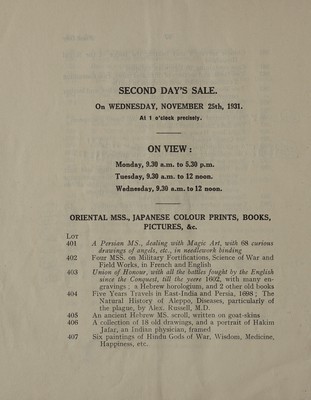 SECOND DAY'S SALE.
On WEDNESDAY, NOVEMBER 25th, 1931.
At 1 o'clock precisely.
ON VIEW :
Monday, 9.30 a.m. to 5.30 p.m.
Tuesday, 9.30 a.m. to 12 noon.
Wednesday, 9.30 a.m. to 12 noon.
ORIENTAL MSS., JAPANESE COLOUR PRINTS, BOOKS,
PICTURES, &c.
Lot
401 A Persian MS., dealing with Magic Art, with 68 curious
drawings of angels, etc., in needlework binding
402 Four MSS. on Military Fortifications, Science of War and
Field Works, in French and English
403 Union of Honour, with all the battles fought by the English
since the Conquest, till the yeere 1602, with many en-
gravings ; a Hebrew horologium, and 2 other old books
404 Five Years Travels in East-India and Persia, 1698 ; The
Natural History of Aleppo, Diseases, particularly of
the plague, by Alex. Russell, M.D.
405 An ancient Hebrew MS. scroll, written on goat-skins
406 A collection of 18 old drawings, and a portrait of Hakim
Jafar, an Indian physician, framed
407 Six paintings of Hindu Gods of War, Wisdom, Medicine,
Happiness, etc.